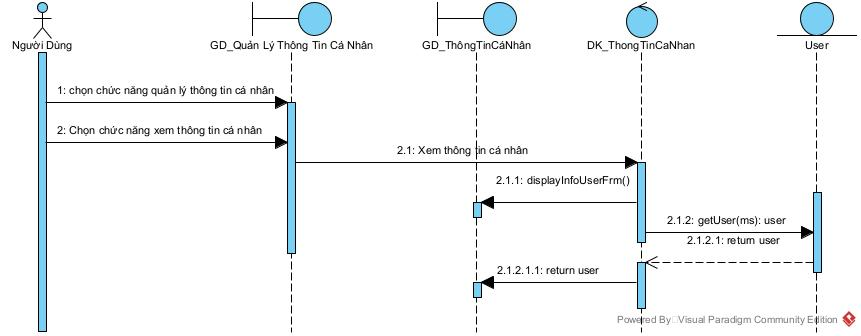 Người Dùng
GD_Quản Lý Thông Tin Cá Nhân
GD_ThôngTinCáNhân
DK_ThongTinCaNhan
User
1: chọn chức năng quản lý thông tin cá nhân
2: Chọn chức năng xem thông tin cá nhân
2.1: Xem thông tin cá nhân
2.1.1: displayInfoUserFrm()
2.1.2: getUser(ms): user
2.1.2.1: return user
2.1.2.1.1: return user
Powered By Visual Paradigm Community Edition